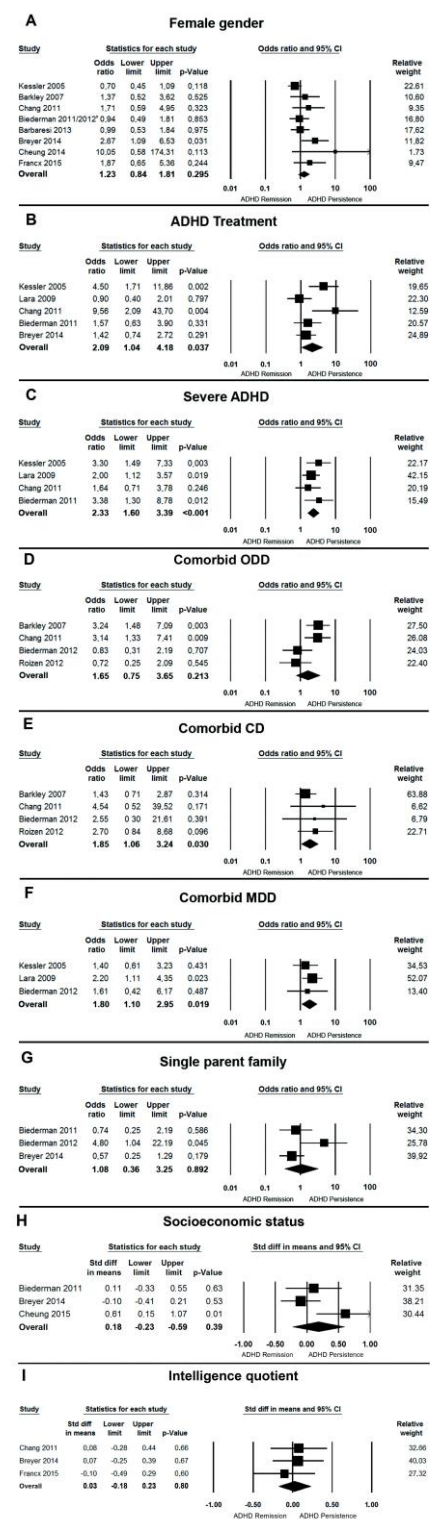 A
Female gender
Study Statistics for each study Odds ratio and 95% CI
Odds ratio Lower limit Upper limit p-Value Relative weight
Kessler 2005 0,70 0,45 1,09 0,118 22.61
Barkley 2007 1,37 0,52 3,62 0,525 10,60
Chang 2011 1,71 0,59 4,95 0,323 9.35
Biederman 2011/2012* 0,94 0,49 1,81 0,853 16,80
Barbaresi 2013 0,99 0,53 1.84 0,975 17,62
Breyer 2014 2.67 1,09 6,53 0,031 11,82
Cheung 2014 10,05 0,58 174,31 0,113 1.73
Francx 2015 1,87 0,65 5,36 0,244 9,47
Overall 1.23 0.84 1.81 0.295
0.01 0.1 1 10 100
ADHD Remission ADHD Persistence
B
ADHD Treatment
Study Statistics for each study Odds ratio and 95% CI
Odds ratio Lower limit Upper limit p-Value Relative weight
Kessler 2005 4.50 1,71 11,86 0,002 19,65
Lara 2009 0,90 0,40 2,01 0,797 22.30
Chang 2011 9,56 2,09 43,70 0,004 12.59
Biederman 2011 1,57 0,63 3,90 0,331 20,57
Breyer 2014 1,42 0,74 2,72 0,291 24,89
Overall 2.09 1.04 4.18 0.037
0.01 0.1 1 10 100
ADHD Remission ADHD Persistence
C
Severe ADHD
Study Statistics for each study Odds ratio and 95% CI
Odds ratio Lower limit Upper limit p-Value Relative weight
Kessler 2005 3.30 1,49 7,33 0,003 22.17
Lara 2009 2,00 1,12 3,57 0,019 42.15
Chang 2011 1,64 0,71 3,78 0,246 20,19
Biederman 2011 3,38 1,30 8,78 0,012 15,49
Overall 2.33 1.60 3.39 <0.001
0.01 0.1 1 10 100
ADHD Remission ADHD Persistence
D
Comorbid ODD
Study Statistics for each study Odds ratio and 95% CI
Odds ratio Lower limit Upper limit p-Value Relative weight
Barkley 2007 3,24 1,48 7,09 0,003 27,50
Chang 2011 3,14 1,33 7,41 0,009 26,08
Biederman 2012 0,83 0,31 2,19 0,707 24,03
Roizen 2012 0,72 0,25 2,09 0,545 22,40
Overall 1.65 0.75 3.65 0.213
0.01 0.1 1 10 100
ADHD Remission ADHD Persistence
E
Comorbid CD
Study Statistics for each study Odds ratio and 95% CI
Odds ratio Lower limit Upper limit p-Value Relative weight
Barkley 2007 1,43 0 71 2,87 0.314 63.88
Chang 2011 4,54 0 52 39,52 0,171 6,62
Biederman 2012 2.55 0 30 21,61 0.391 6,79
Roizen 2012 2.70 0 84 8,68 0,096 22,71
Overall 1.85 1.06 3.24 0.030
0.01 0.1 1 10 100
ADHD Remission ADHD Persistence
F
Comorbid MDD
Study Statistics for each study Odds ratio and 95% CI
Odds ratio Lower limit Upper limit p-Value Relative weight
Kessler 2005 1,40 0,61 3,23 0.431 34,53
Lara 2009 2,20 1,11 4,35 0.023 52.07
Biederman 2012 1,61 0,42 6,17 0,487 13,40
Overall 1.80 1.10 2.95 0.019
0.01 0.1 1 10 100
ADHD Remission ADHD Persistence
G
Single parent family
Study Statistics for each study Odds ratio and 95% CI
Odds ratio Lower limit Upper limit p-Value Relative weight
Biederman 2011 0.74 0.25 2.19 0,586 34,30
Biederman 2012 4,80 1.04 22,19 0,045 25,78
Breyer 2014 0,57 0.25 1.29 0,179 39,92
Overall 1.08 0.36 3.25 0.892
0.01 0.1 1 10 100
ADHD Remission ADHD Persistence
H
Socioeconomic status
Study Statistics for each study Std diff in means and 95% CI
Std diff in means Lower limit Upper limit p-Value Relative weight
Biederman 2011 0.11 -0.33 0.55 0.63 31.35
Breyer 2014 -0.10 -0.41 0.21 0.53 38.21
Cheung 2015 0.61 0.15 1.07 0.01 30.44
Overall 0.18 -0.23 -0.59 0.39
-1.00 -0.50 0.00 0.50 1.00
ADHD Remission ADHD Persistence
I
Intelligence quotient
Study Statistics for each study Std diff in means and 95% CI
Std diff in means Lower limit Upper limit p-Value Relative weight
Chang 2011 0,08 -0.28 0.44 0.66 32,66
Breyer 2014 0,07 -0.25 0.39 0.67 40,03
Francx 2015 -0,10 -0.49 0.29 0.60 27,32
Overall 0.03 -0.18 0.23 0.80
-1.00 -0.50 0.00 0.50 1.00
ADHD Remission ADHD Persistence